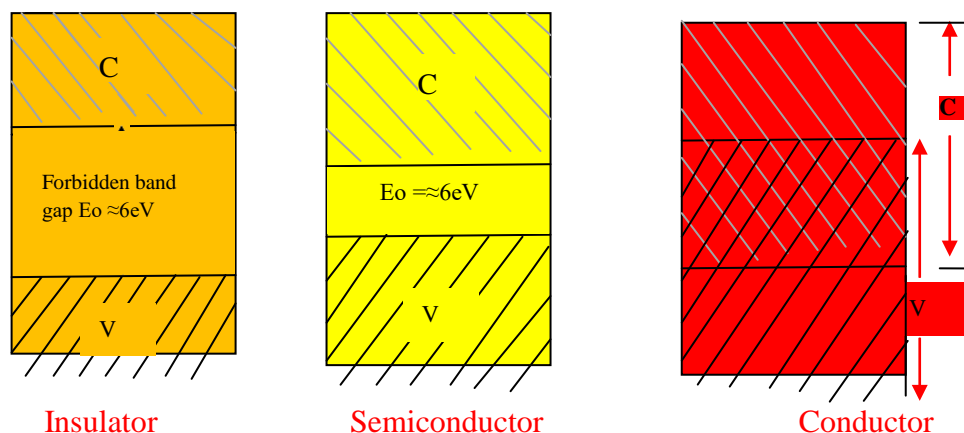 C
Forbidden band
gap Eo ≈6eV
V
Insulator
C
Eo =≈6eV
V
Semiconductor
C
V
Conductor